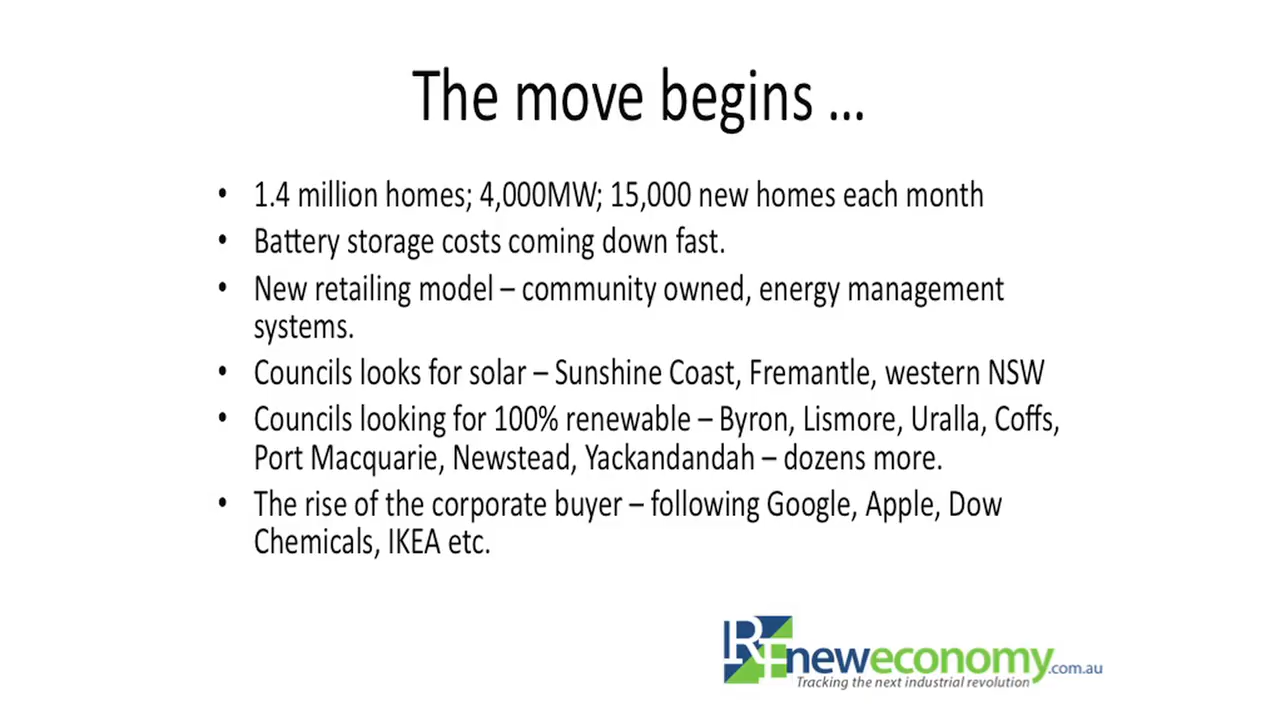 The move begins ...
• 1.4 million homes; 4,000MW; 15,000 new homes each month
• Battery storage costs coming down fast.
• New retailing model – community owned, energy management
systems.
• Councils looks for solar – Sunshine Coast, Fremantle, western NSW
• Councils looking for 100% renewable – Byron, Lismore, Uralla, Coffs,
Port Macquarie, Newstead, Yackandandah – dozens more.
• The rise of the corporate buyer – following Google, Apple, Dow
Chemicals, IKEA etc.
REneweconomy.com.au
Tracking the next industrial revolution